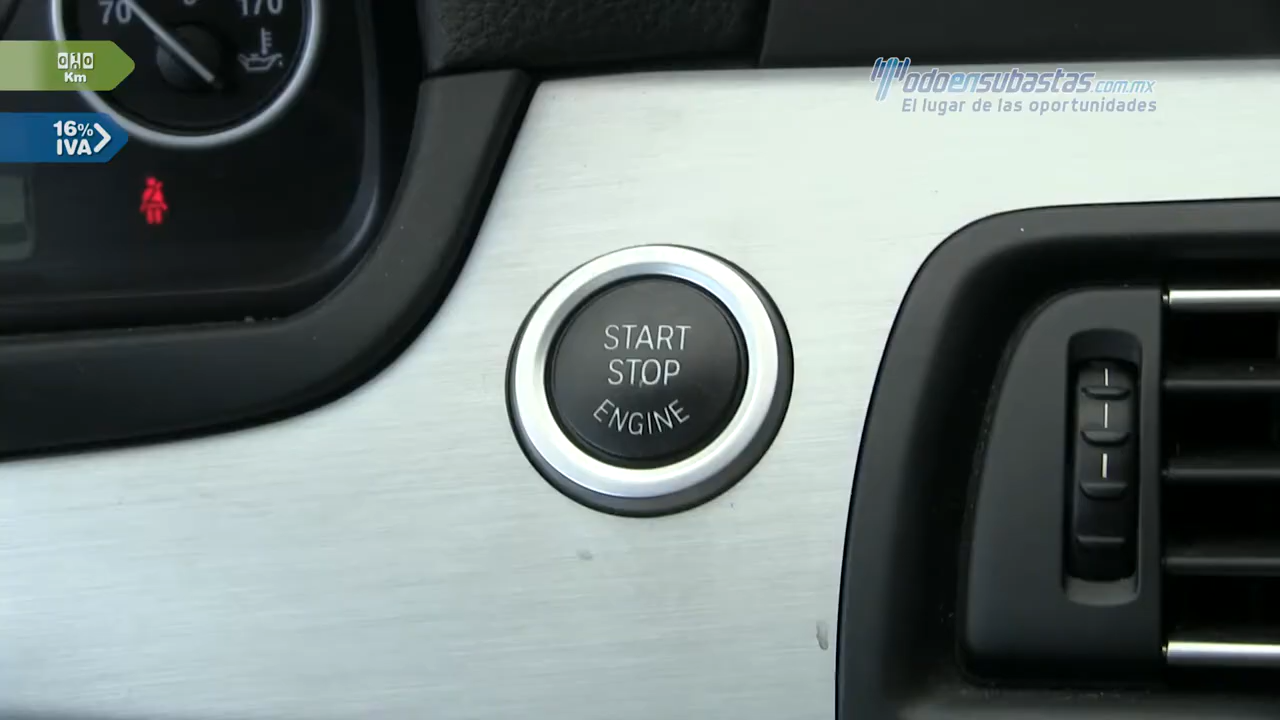 70
170
Km
16%
IVA
TodoenSubastas.com.mx
El lugar de las oportunidades
START
STOP
ENGINE